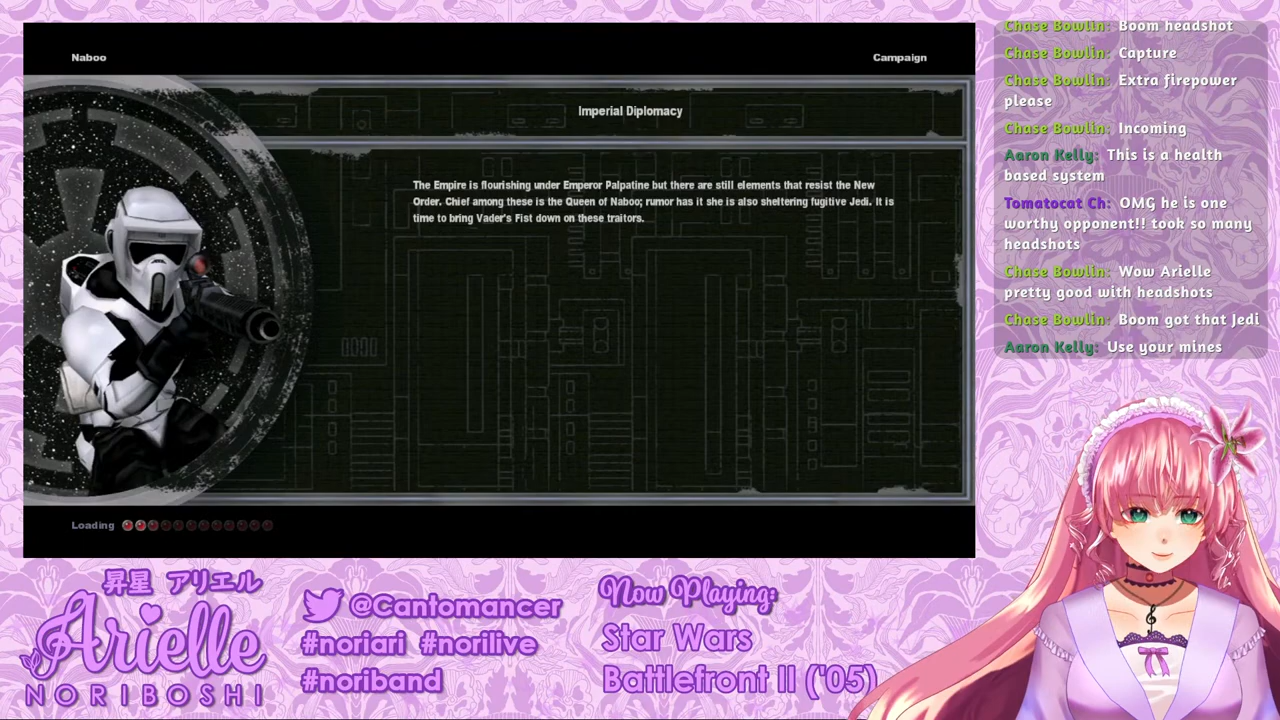 Naboo
Campaign
Imperial Diplomacy
The Empire is flourishing under Emperor Palpatine but there are still elements that resist the New
Order. Chief among these is the Queen of Naboo; rumor has it she is also sheltering fugitive Jedi. It is
time to bring Vader's Fist down on these traitors.
Loading
Chase Bowlin: Boom headshot
Chase Bowlin: Capture
Chase Bowlin: Extra firepower
please
Chase Bowlin: Incoming
Aaron Kelly: This is a health
based system
Tomatocat Ch: OMG he is one
worthy opponent!! took so many
headshots
Chase Bowlin: Wow Arielle
pretty good with headshots
Chase Bowlin: Boom got that Jedi
Aaron Kelly: Use your mines
昇星 アリエル
Arielle
NORIBOSHI
@Cantomancer
#noriari #norilive
#noriband
Now Playing:
Star Wars
Battlefront II ('05)